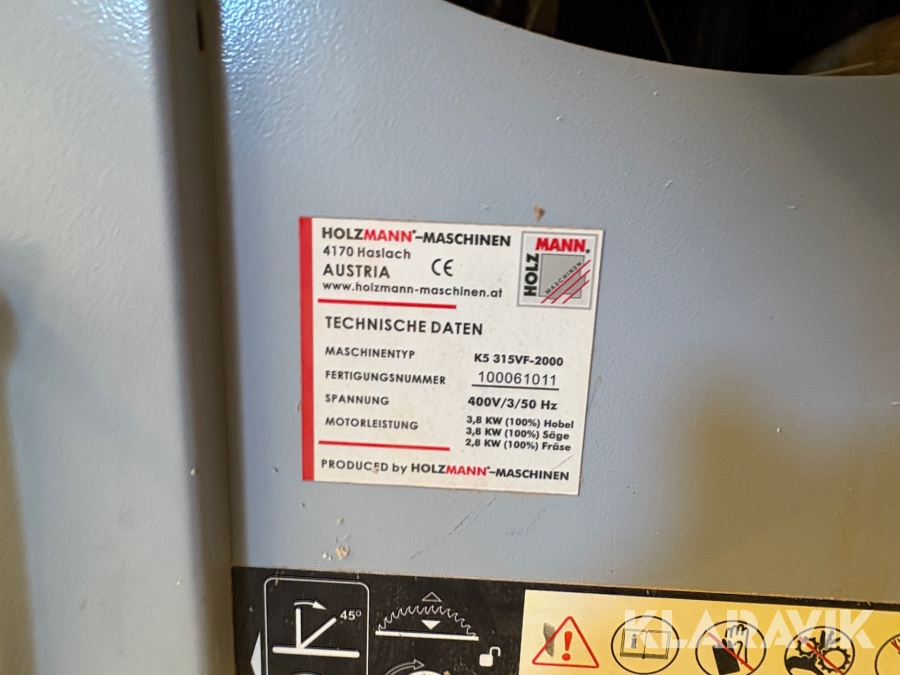 HOLZMANN®-MASCHINEN
4170 Haslach
AUSTRIA CE
www.holzmann-maschinen.at
MANN®
HOLZ
MASCHINEN
TECHNISCHE DATEN
MASCHINENTYP K5 315VF-2000
FERTIGUNGSNUMMER 100061011
SPANNUNG 400V/3/50 Hz
MOTORLEISTUNG 3,8 KW (100%) Hobel
3,8 KW (100%) Säge
2,8 KW (100%) Fräse
PRODUCED by HOLZMANN®-MASCHINEN
45°
KLARAVIK